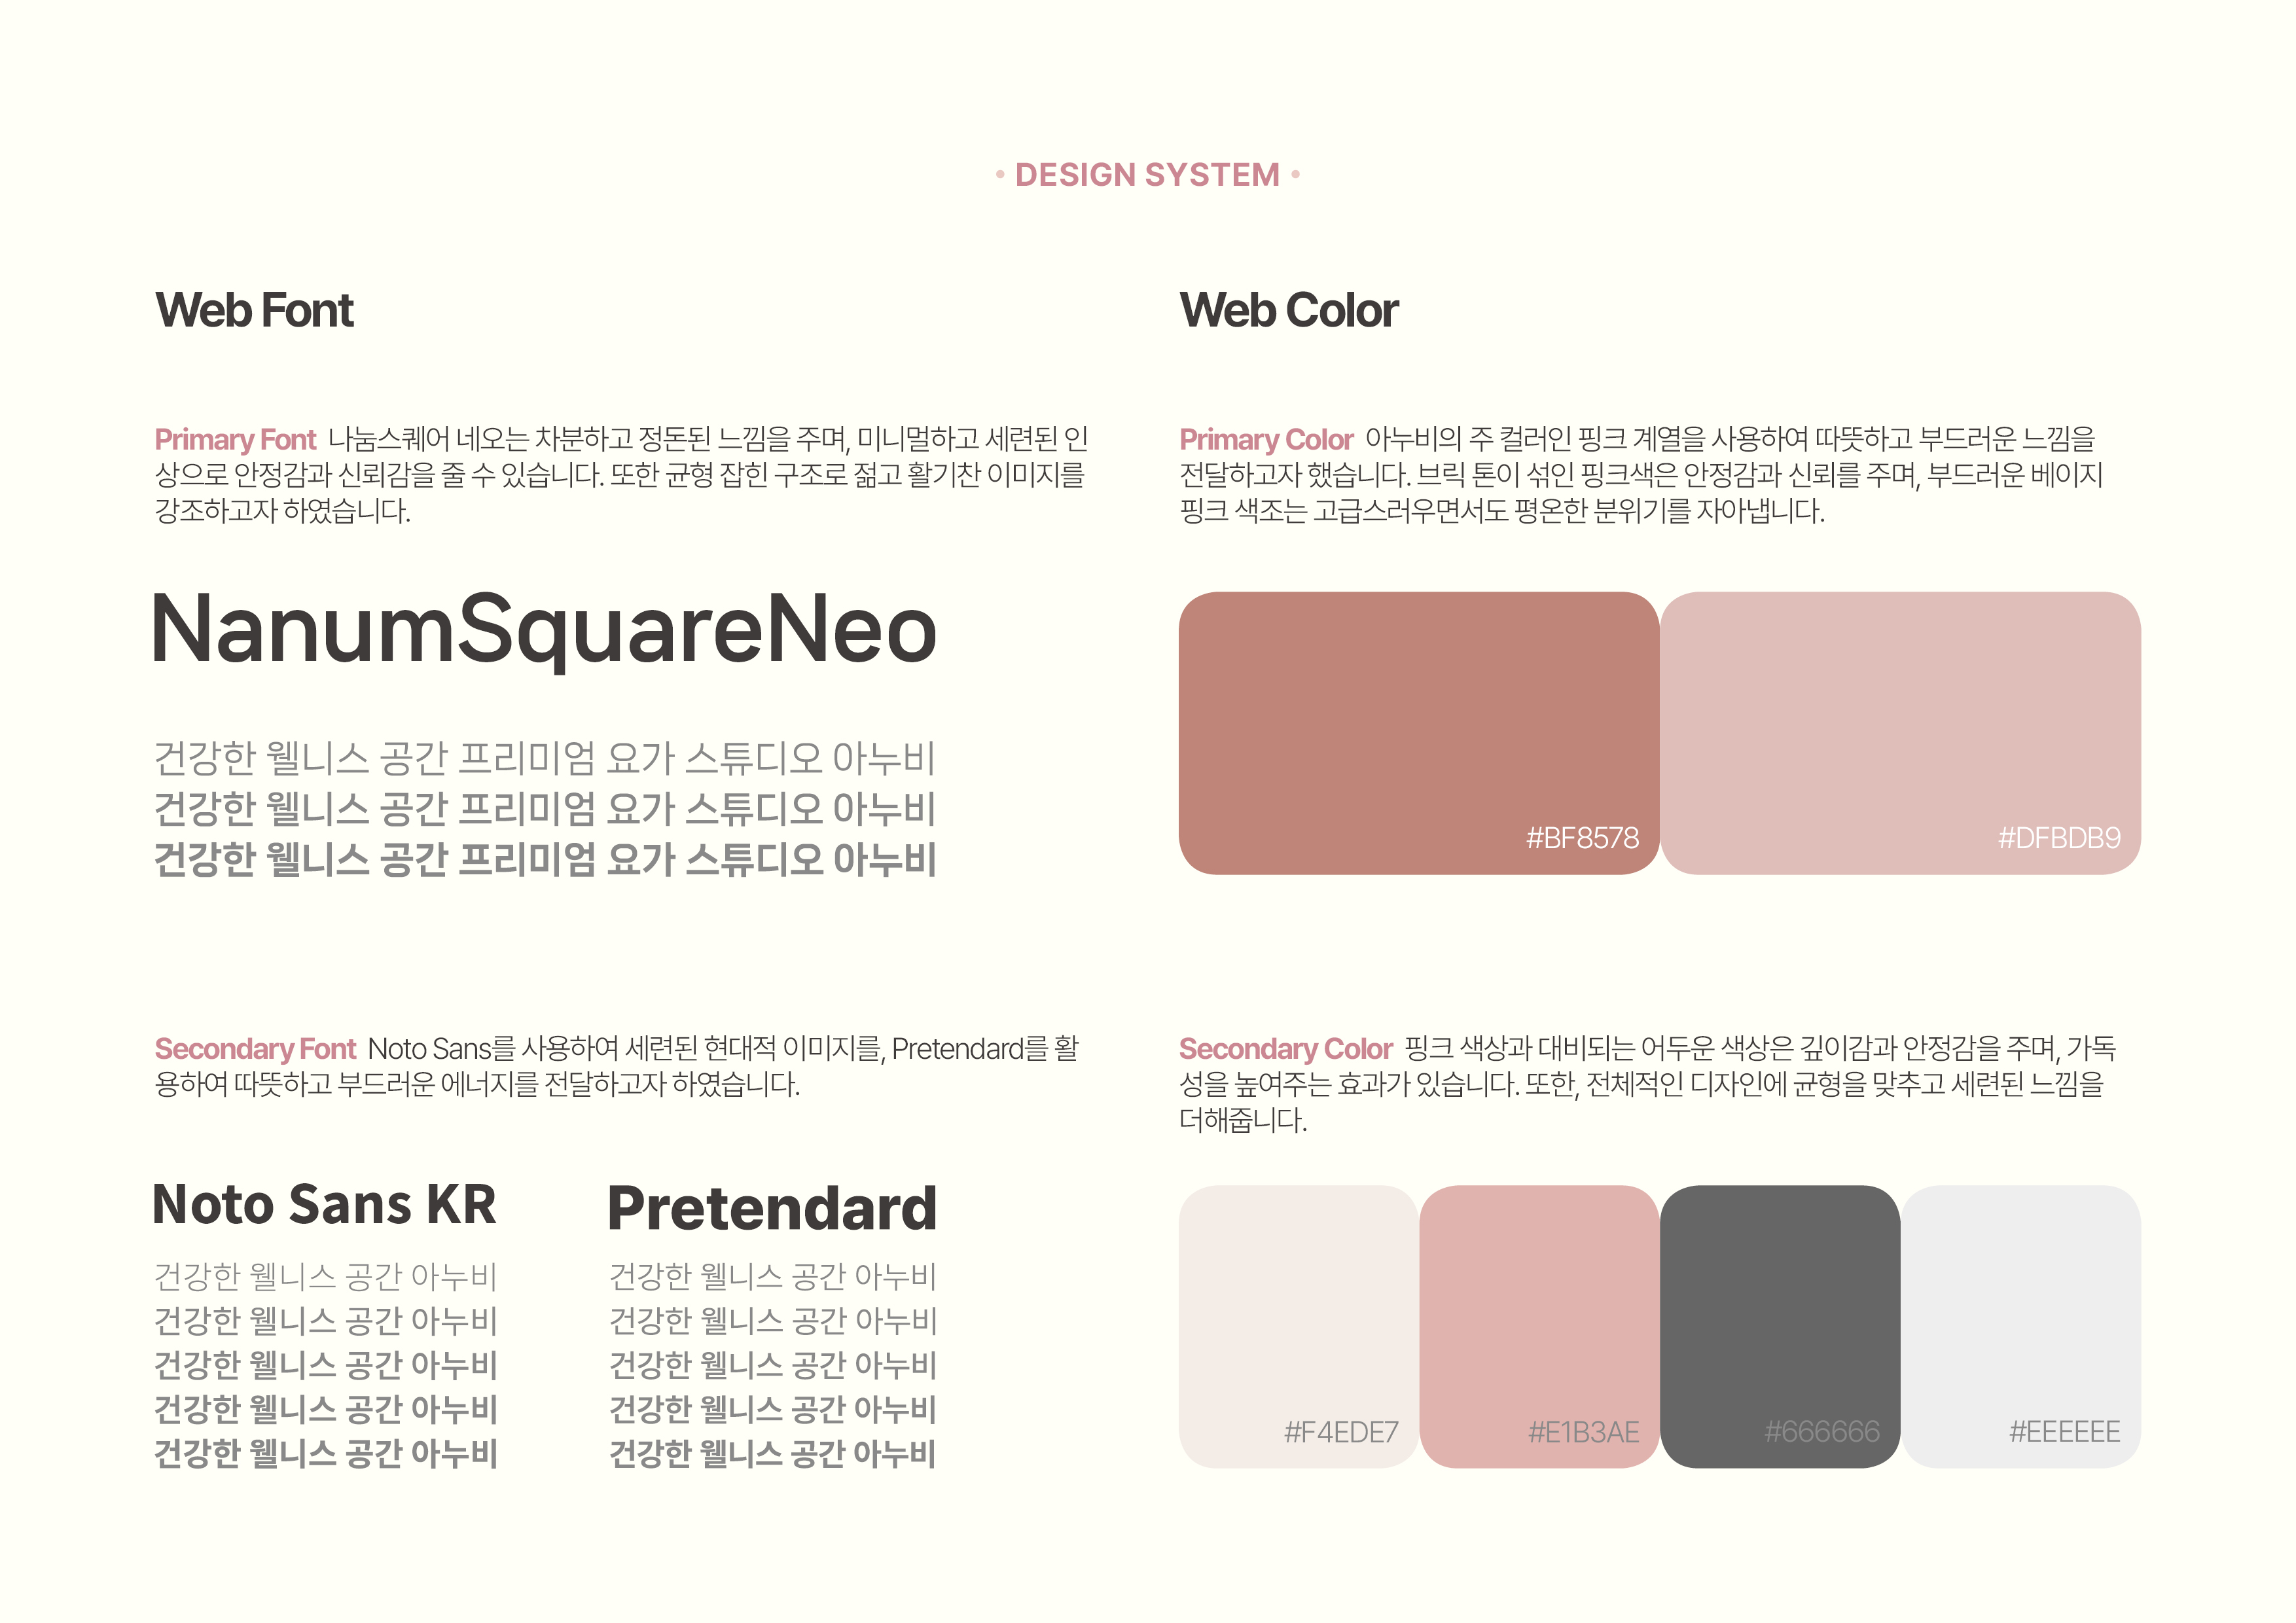 • DESIGN SYSTEM •
Web Font
Primary Font 나눔스퀘어 네오는 차분하고 정돈된 느낌을 주며, 미니멀하고 세련된 인
상으로 안정감과 신뢰감을 줄 수 있습니다. 또한 균형 잡힌 구조로 젊고 활기찬 이미지를
강조하고자 하였습니다.
NanumSquareNeo
건강한 웰니스 공간 프리미엄 요가 스튜디오 아누비
건강한 웰니스 공간 프리미엄 요가 스튜디오 아누비
건강한 웰니스 공간 프리미엄 요가 스튜디오 아누비
Secondary Font Noto Sans를 사용하여 세련된 현대적 이미지를, Pretendard를 활
용하여 따뜻하고 부드러운 에너지를 전달하고자 하였습니다.
Noto Sans KR
건강한 웰니스 공간 아누비
건강한 웰니스 공간 아누비
건강한 웰니스 공간 아누비
건강한 웰니스 공간 아누비
건강한 웰니스 공간 아누비
Pretendard
건강한 웰니스 공간 아누비
건강한 웰니스 공간 아누비
건강한 웰니스 공간 아누비
건강한 웰니스 공간 아누비
건강한 웰니스 공간 아누비
Web Color
Primary Color 아누비의 주 컬러인 핑크 계열을 사용하여 따뜻하고 부드러운 느낌을
전달하고자 했습니다. 브릭 톤이 섞인 핑크색은 안정감과 신뢰를 주며, 부드러운 베이지
핑크 색조는 고급스러우면서도 평온한 분위기를 자아냅니다.
#BF8578
#DFBDB9
Secondary Color 핑크 색상과 대비되는 어두운 색상은 깊이감과 안정감을 주며, 가독
성을 높여주는 효과가 있습니다. 또한, 전체적인 디자인에 균형을 맞추고 세련된 느낌을
더해줍니다.
#F4EDE7
#E1B3AE
#666666
#EEEEEE